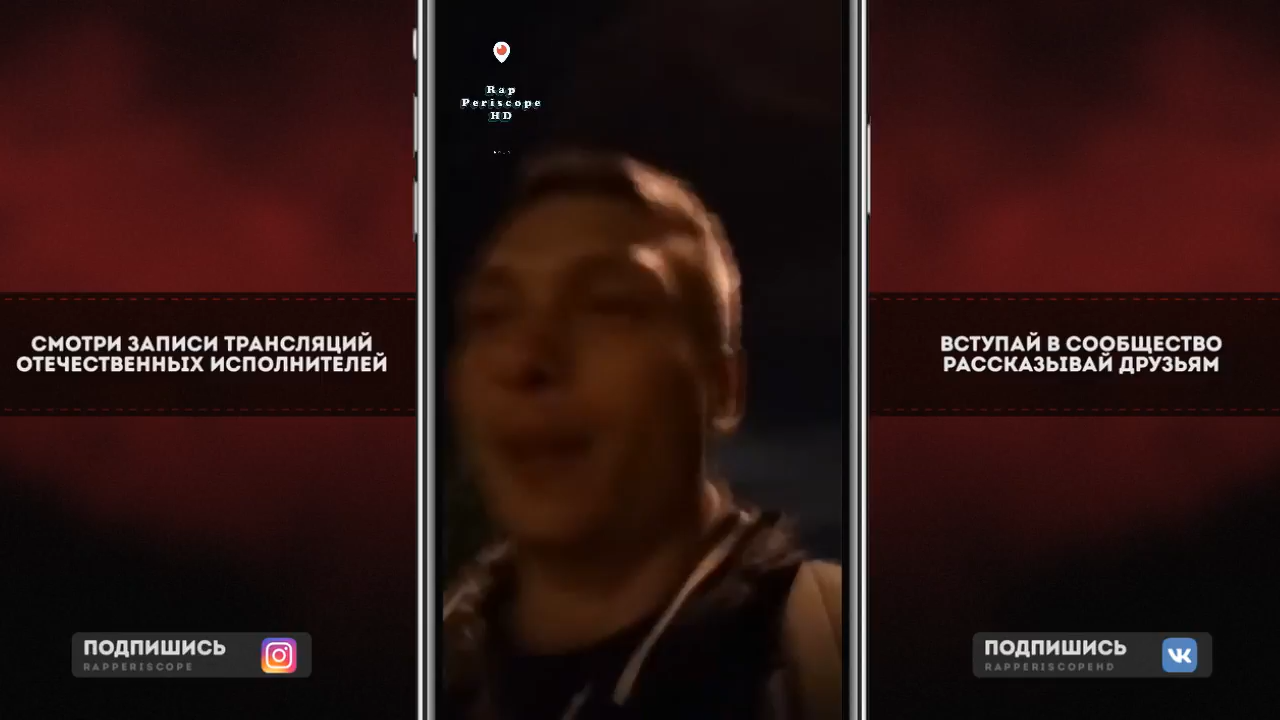 Rap
Periscope
HD
СМОТРИ ЗАПИСИ ТРАНСЛЯЦИЙ
ОТЕЧЕСТВЕННЫХ ИСПОЛНИТЕЛЕЙ
ВСТУПАЙ В СООБЩЕСТВО
РАССКАЗЫВАЙ ДРУЗЬЯМ
ПОДПИШИСЬ
RAPPERISCOPE
ПОДПИШИСЬ
RAPPERISCOPEHD